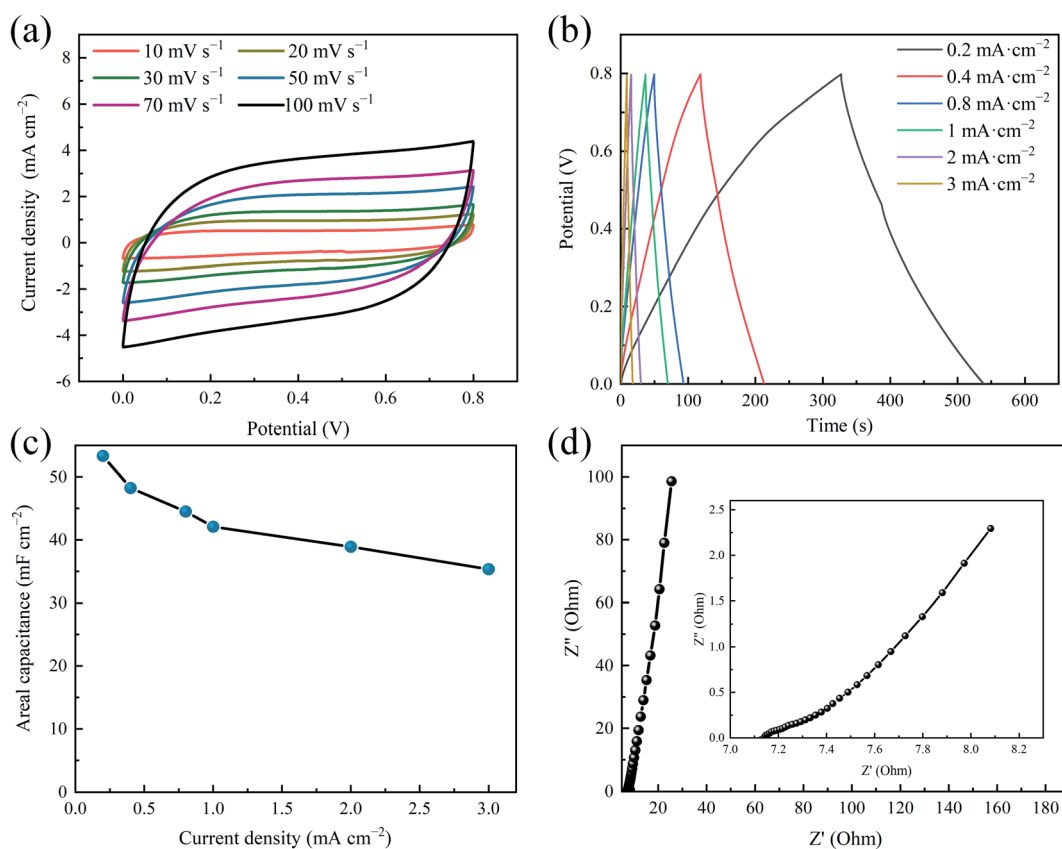 (a)
10 mV s⁻¹
20 mV s⁻¹
30 mV s⁻¹
50 mV s⁻¹
70 mV s⁻¹
100 mV s⁻¹
Current density (mA cm⁻²)
8
6
4
2
0
-2
-4
-6
0.0
0.2
0.4
0.6
0.8
Potential (V)
(b)
0.2 mA·cm⁻²
0.4 mA·cm⁻²
0.8 mA·cm⁻²
1 mA·cm⁻²
2 mA·cm⁻²
3 mA·cm⁻²
Potential (V)
0.8
0.6
0.4
0.2
0.0
0
100
200
300
400
500
600
Time (s)
(c)
Areal capacitance (mF cm⁻²)
50
40
30
20
10
0
0.0
0.5
1.0
1.5
2.0
2.5
3.0
Current density (mA cm⁻²)
(d)
Z" (Ohm)
100
80
60
40
20
0
20
40
60
80
100
120
140
160
180
Z' (Ohm)
Z" (Ohm)
2.5
2.0
1.5
1.0
0.5
0.0
7.0
7.2
7.4
7.6
7.8
8.0
8.2
Z' (Ohm)